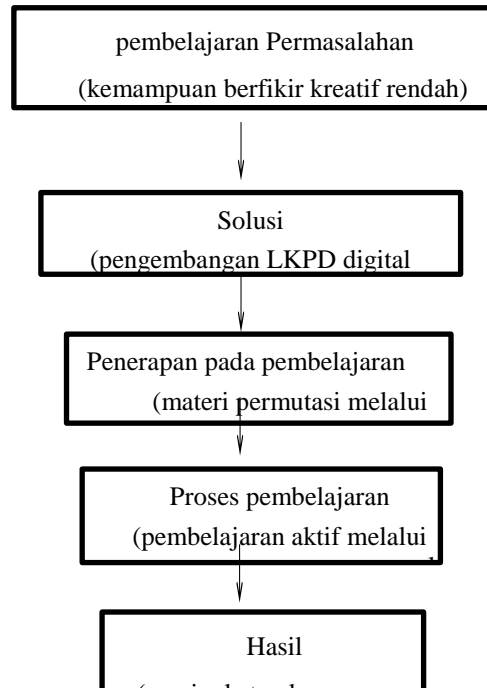 pembelajaran Permasalahan
(kemampuan berfikir kreatif rendah)
Solusi
(pengembangan LKPD digital
Penerapan pada pembelajaran
(materi permutasi melalui
Proses pembelajaran
(pembelajaran aktif melalui
Hasil